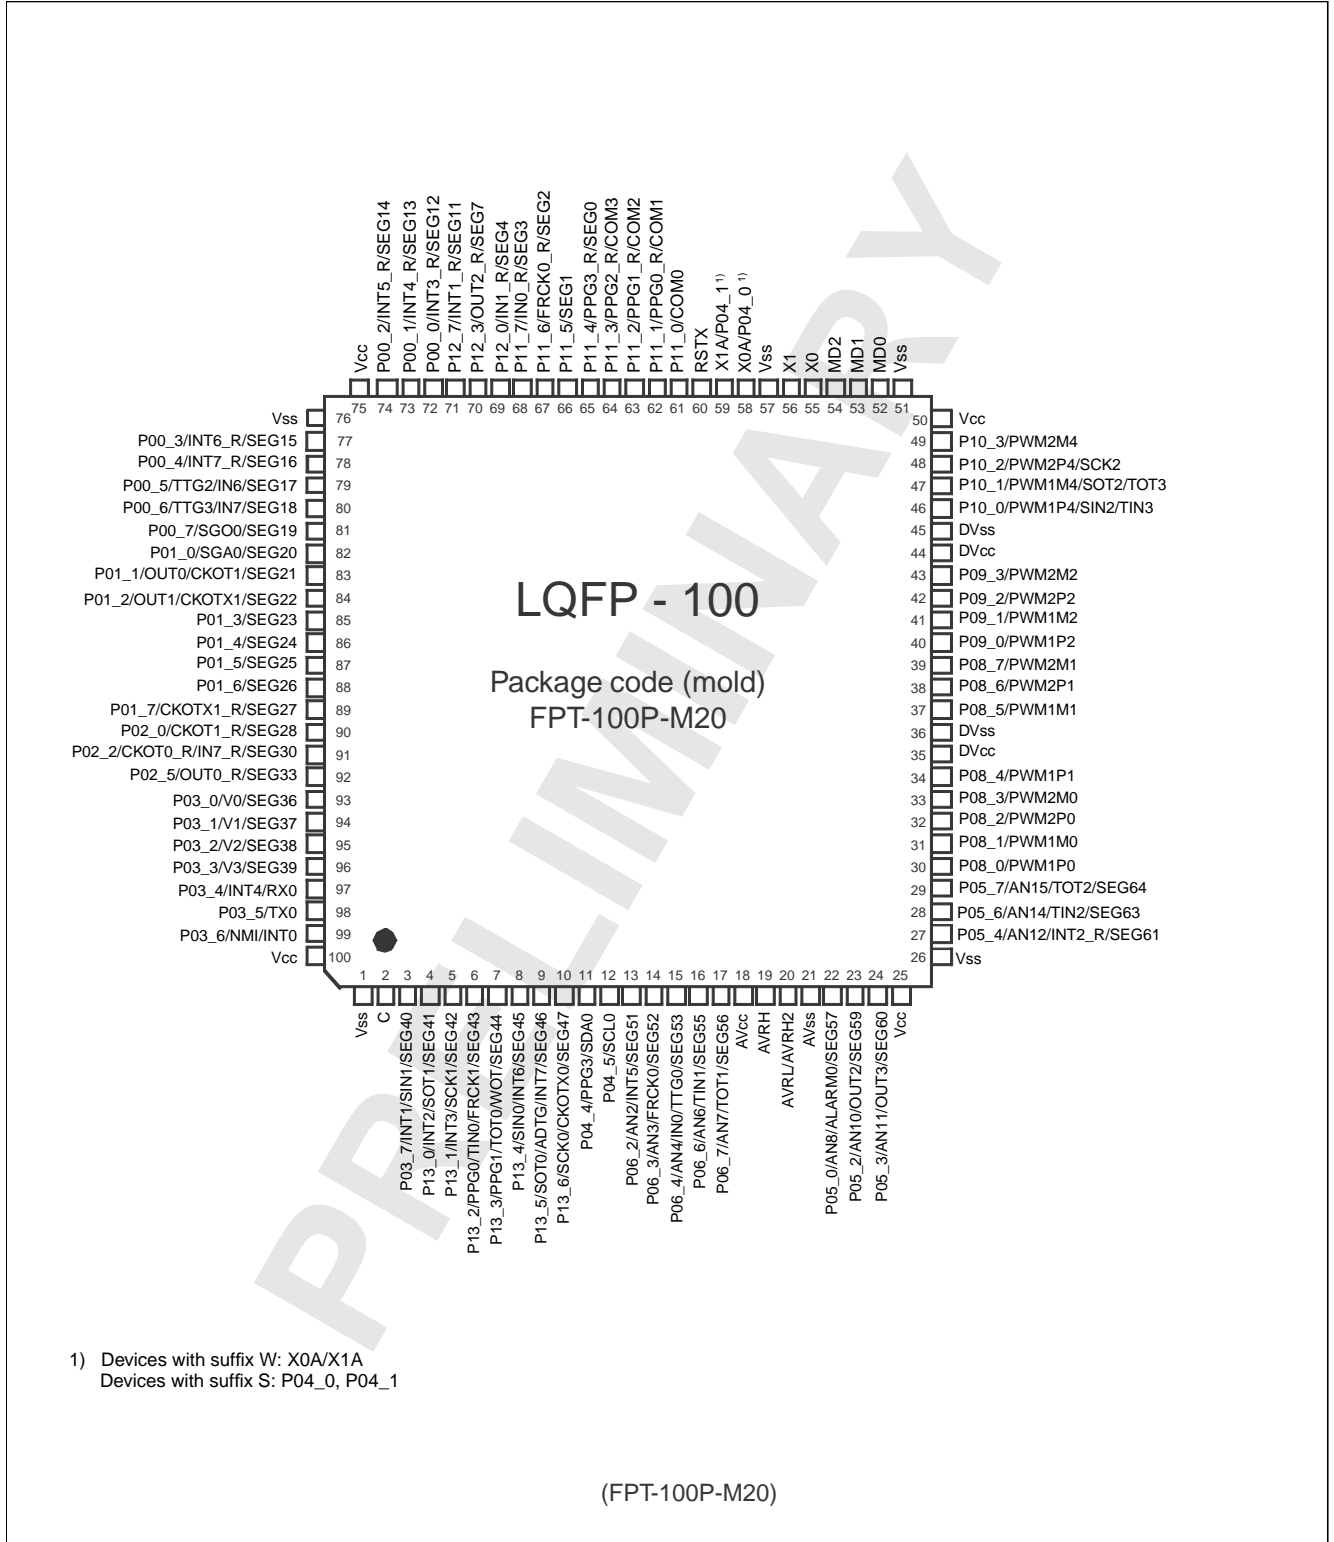 P00_2/INT5_R/SEG14
P00_1/INT4_R/SEG13
P00_0/INT3_R/SEG12
P12_7/INT1_R/SEG11
P12_3/OUT2_R/SEG7
P12_0/IN1_R/SEG4
P11_7/IN0_R/SEG3
P11_6/FRCK0_R/SEG2
P11_5/SEG1
P11_4/PPG3_R/SEG0
P11_3/PPG2_R/COM3
P11_2/PPG1_R/COM2
P11_1/PPG0_R/COM1
P11_0/COM0
RSTX
X1A/P04_1 1)
X0A/P04_0 1)
Vss
X1
X0
MD2
MD1
MD0
Vss
Vcc
75 74 73 72 71 70 69 68 67 66 65 64 63 62 61 60 59 58 57 56 55 54 53 52 51
Vss 76
P00_3/INT6_R/SEG15 77
P00_4/INT7_R/SEG16 78
P00_5/TTG2/IN6/SEG17 79
P00_6/TTG3/IN7/SEG18 80
P00_7/SGO0/SEG19 81
P01_0/SGA0/SEG20 82
P01_1/OUT0/CKOT1/SEG21 83
P01_2/OUT1/CKOTX1/SEG22 84
P01_3/SEG23 85
P01_4/SEG24 86
P01_5/SEG25 87
P01_6/SEG26 88
P01_7/CKOTX1_R/SEG27 89
P02_0/CKOT1_R/SEG28 90
P02_2/CKOT0_R/IN7_R/SEG30 91
P02_5/OUT0_R/SEG33 92
P03_0/V0/SEG36 93
P03_1/V1/SEG37 94
P03_2/V2/SEG38 95
P03_3/V3/SEG39 96
P03_4/INT4/RX0 97
P03_5/TX0 98
P03_6/NMI/INT0 99
Vcc 100
LQFP - 100
Package code (mold)
FPT-100P-M20
50 Vcc
49 P10_3/PWM2M4
48 P10_2/PWM2P4/SCK2
47 P10_1/PWM1M4/SOT2/TOT3
46 P10_0/PWM1P4/SIN2/TIN3
45 DVss
44 DVcc
43 P09_3/PWM2M2
42 P09_2/PWM2P2
41 P09_1/PWM1M2
40 P09_0/PWM1P2
39 P08_7/PWM2M1
38 P08_6/PWM2P1
37 P08_5/PWM1M1
36 DVss
35 DVcc
34 P08_4/PWM1P1
33 P08_3/PWM2M0
32 P08_2/PWM2P0
31 P08_1/PWM1M0
30 P08_0/PWM1P0
29 P05_7/AN15/TOT2/SEG64
28 P05_6/AN14/TIN2/SEG63
27 P05_4/AN12/INT2_R/SEG61
26 Vss
1 2 3 4 5 6 7 8 9 10 11 12 13 14 15 16 17 18 19 20 21 22 23 24 25
Vss
C
P03_7/INT1/SIN1/SEG40
P13_0/INT2/SOT1/SEG41
P13_1/INT3/SCK1/SEG42
P13_2/PPG0/TIN0/FRCK1/SEG43
P13_3/PPG1/TOT0/WOT/SEG44
P13_4/SIN0/INT6/SEG45
P13_5/SOT0/ADTG/INT7/SEG46
P13_6/SCK0/CKOTX0/SEG47
P04_4/PPG3/SDA0
P04_5/SCL0
P06_2/AN2/INT5/SEG51
P06_3/AN3/FRCK0/SEG52
P06_4/AN4/IN0/TTG0/SEG53
P06_6/AN6/TIN1/SEG55
P06_7/AN7/TOT1/SEG56
AVcc
AVRH
AVRL/AVRH2
AVss
P05_0/AN8/ALARM0/SEG57
P05_2/AN10/OUT2/SEG59
P05_3/AN11/OUT3/SEG60
Vcc
PRELIMINARY
1) Devices with suffix W: X0A/X1A
Devices with suffix S: P04_0, P04_1
(FPT-100P-M20)